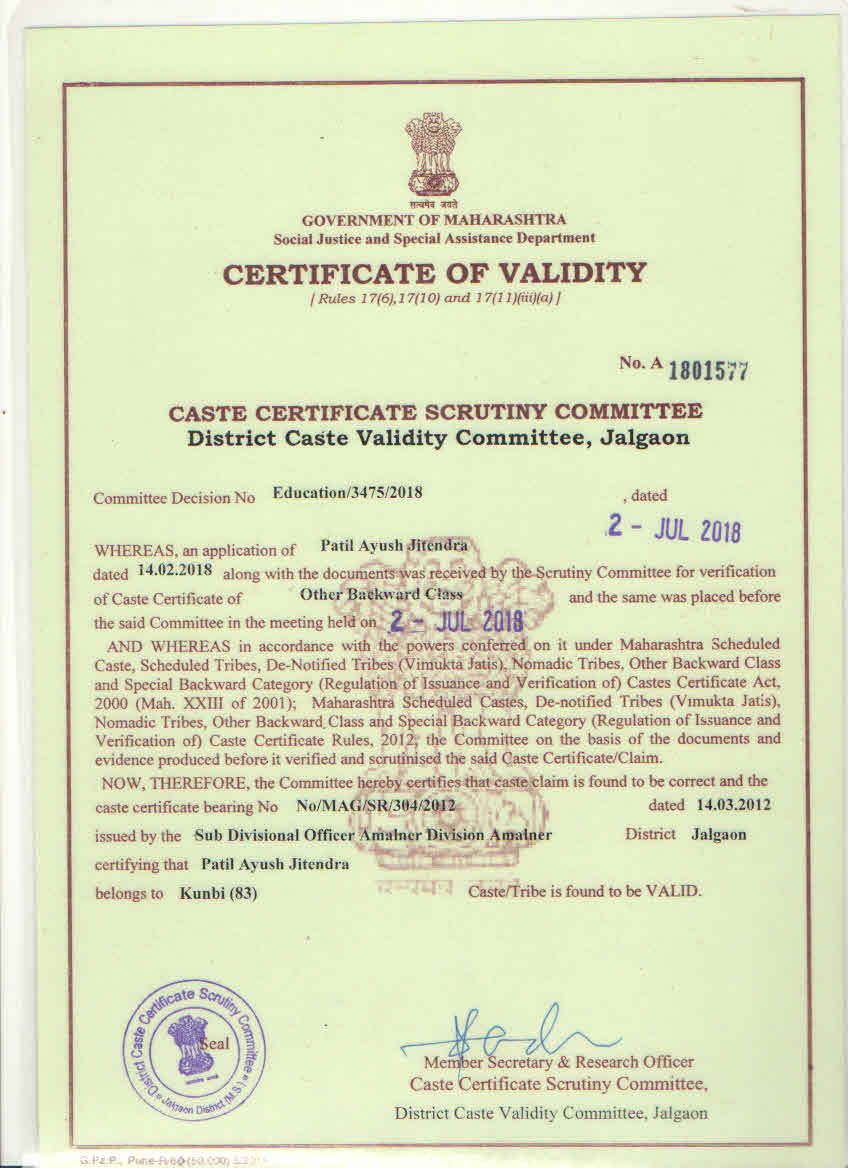 सत्यमेव जयते
GOVERNMENT OF MAHARASHTRA
Social Justice and Special Assistance Department
CERTIFICATE OF VALIDITY
[ Rules 17(6),17(10) and 17(11)(iii)(a) ]
No. A 1801577
CASTE CERTIFICATE SCRUTINY COMMITTEE
District Caste Validity Committee, Jalgaon
Committee Decision No Education/3475/2018 , dated
2 - JUL 2018
WHEREAS, an application of Patil Ayush Jitendra
dated 14.02.2018 along with the documents was received by the Scrutiny Committee for verification
of Caste Certificate of Other Backward Class and the same was placed before
the said Committee in the meeting held on 2 - JUL 2018
AND WHEREAS in accordance with the powers conferred on it under Maharashtra Scheduled
Caste, Scheduled Tribes, De-Notified Tribes (Vimukta Jatis), Nomadic Tribes, Other Backward Class
and Special Backward Category (Regulation of Issuance and Verification of) Castes Certificate Act,
2000 (Mah. XXIII of 2001); Maharashtra Scheduled Castes, De-notified Tribes (Vimukta Jatis),
Nomadic Tribes, Other Backward Class and Special Backward Category (Regulation of Issuance and
Verification of) Caste Certificate Rules, 2012, the Committee on the basis of the documents and
evidence produced before it verified and scrutinised the said Caste Certificate/Claim.
NOW, THEREFORE, the Committee hereby certifies that caste claim is found to be correct and the
caste certificate bearing No No/MAG/SR/304/2012 dated 14.03.2012
issued by the Sub Divisional Officer Amalner Division Amalner District Jalgaon
certifying that Patil Ayush Jitendra
belongs to Kunbi (83) Caste/Tribe is found to be VALID.
District Caste Certificate Scrutiny Committee
Jalgaon District (M.S.)
Seal
Member Secretary & Research Officer
Caste Certificate Scrutiny Committee,
District Caste Validity Committee, Jalgaon
G.P.Z.P., Pune (50,000)